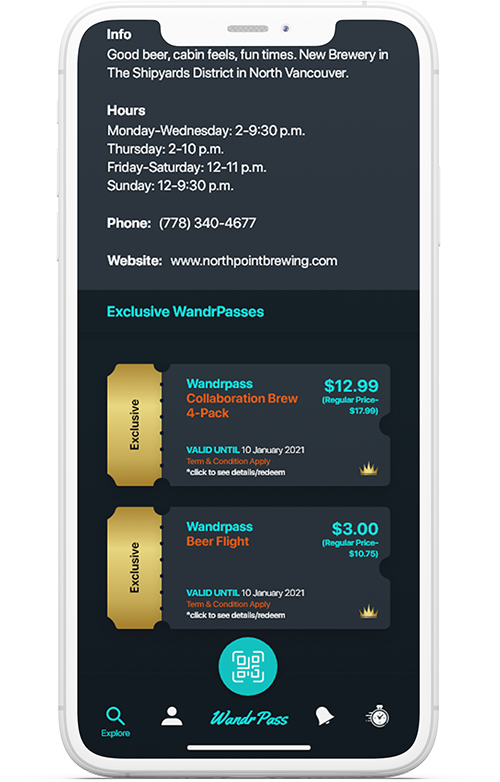 Info
Good beer, cabin feels, fun times. New Brewery in
The Shipyards District in North Vancouver.
Hours
Monday-Wednesday: 2-9:30 p.m.
Thursday: 2-10 p.m.
Friday-Saturday: 12-11 p.m.
Sunday: 12-9:30 p.m.
Phone: (778) 340-4677
Website: www.northpointbrewing.com
Exclusive WandrPasses
Exclusive
Wandrpass
Collaboration Brew
4-Pack
$12.99
(Regular Price-
$17.99)
VALID UNTIL 10 January 2021
Term & Condition Apply
*click to see details/redeem
Exclusive
Wandrpass
Beer Flight
$3.00
(Regular Price-
$10.75)
VALID UNTIL 10 January 2021
Term & Condition Apply
*click to see details/redeem
Explore
WandrPass